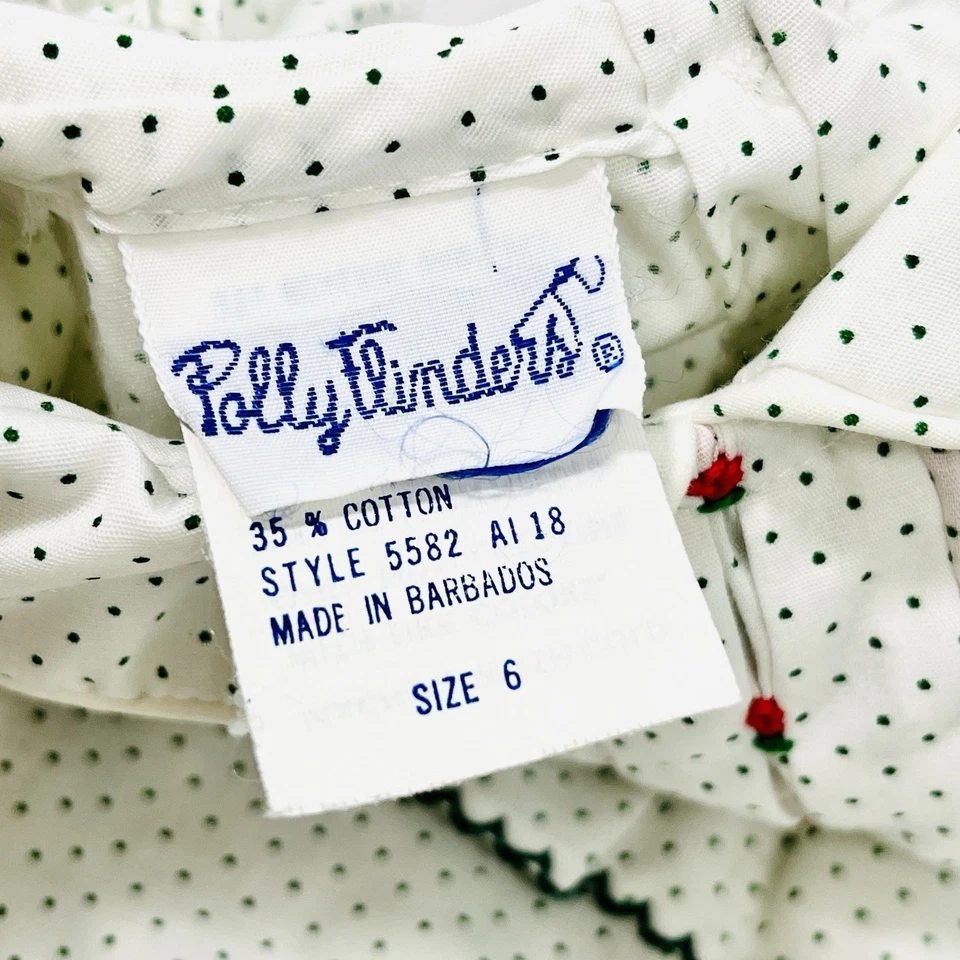 Polly Flinders®
35 % COTTON
STYLE 5582 AI 18
MADE IN BARBADOS
SIZE 6